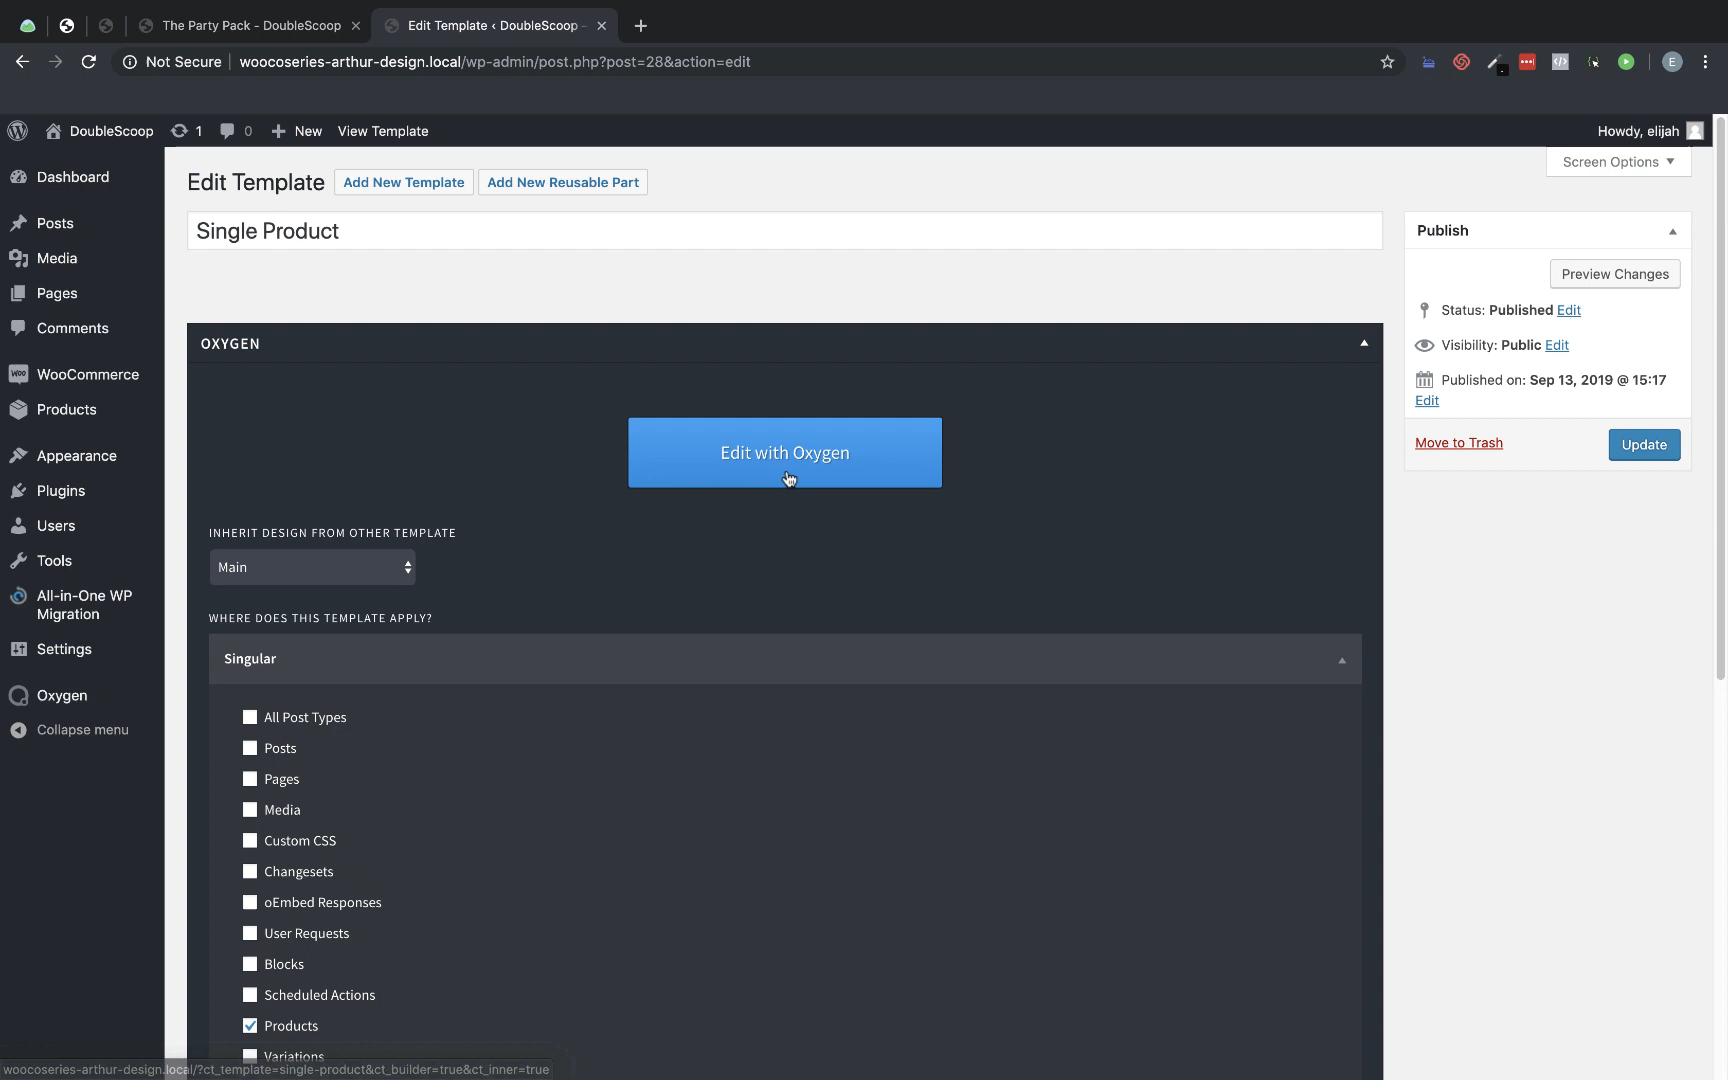 The Party Pack - DoubleScoop
Edit Template ‹ DoubleScoop -
Not Secure woocoseries-arthur-design.local/wp-admin/post.php?post=28&action=edit
E
DoubleScoop 1 0 New View Template
Howdy, elijah
Screen Options
Dashboard
Posts
Media
Pages
Comments
WooCommerce
Products
Appearance
Plugins
Users
Tools
All-in-One WP
Migration
Settings
Oxygen
Collapse menu
Edit Template Add New Template Add New Reusable Part
Single Product
OXYGEN
Edit with Oxygen
INHERIT DESIGN FROM OTHER TEMPLATE
Main
WHERE DOES THIS TEMPLATE APPLY?
Singular
All Post Types
Posts
Pages
Media
Custom CSS
Changesets
oEmbed Responses
User Requests
Blocks
Scheduled Actions
Products
Variations
Publish
Preview Changes
Status: Published Edit
Visibility: Public Edit
Published on: Sep 13, 2019 @ 15:17
Edit
Move to Trash
Update
woocoseries-arthur-design.local/?ct_template=single-product&ct_builder=true&ct_inner=true